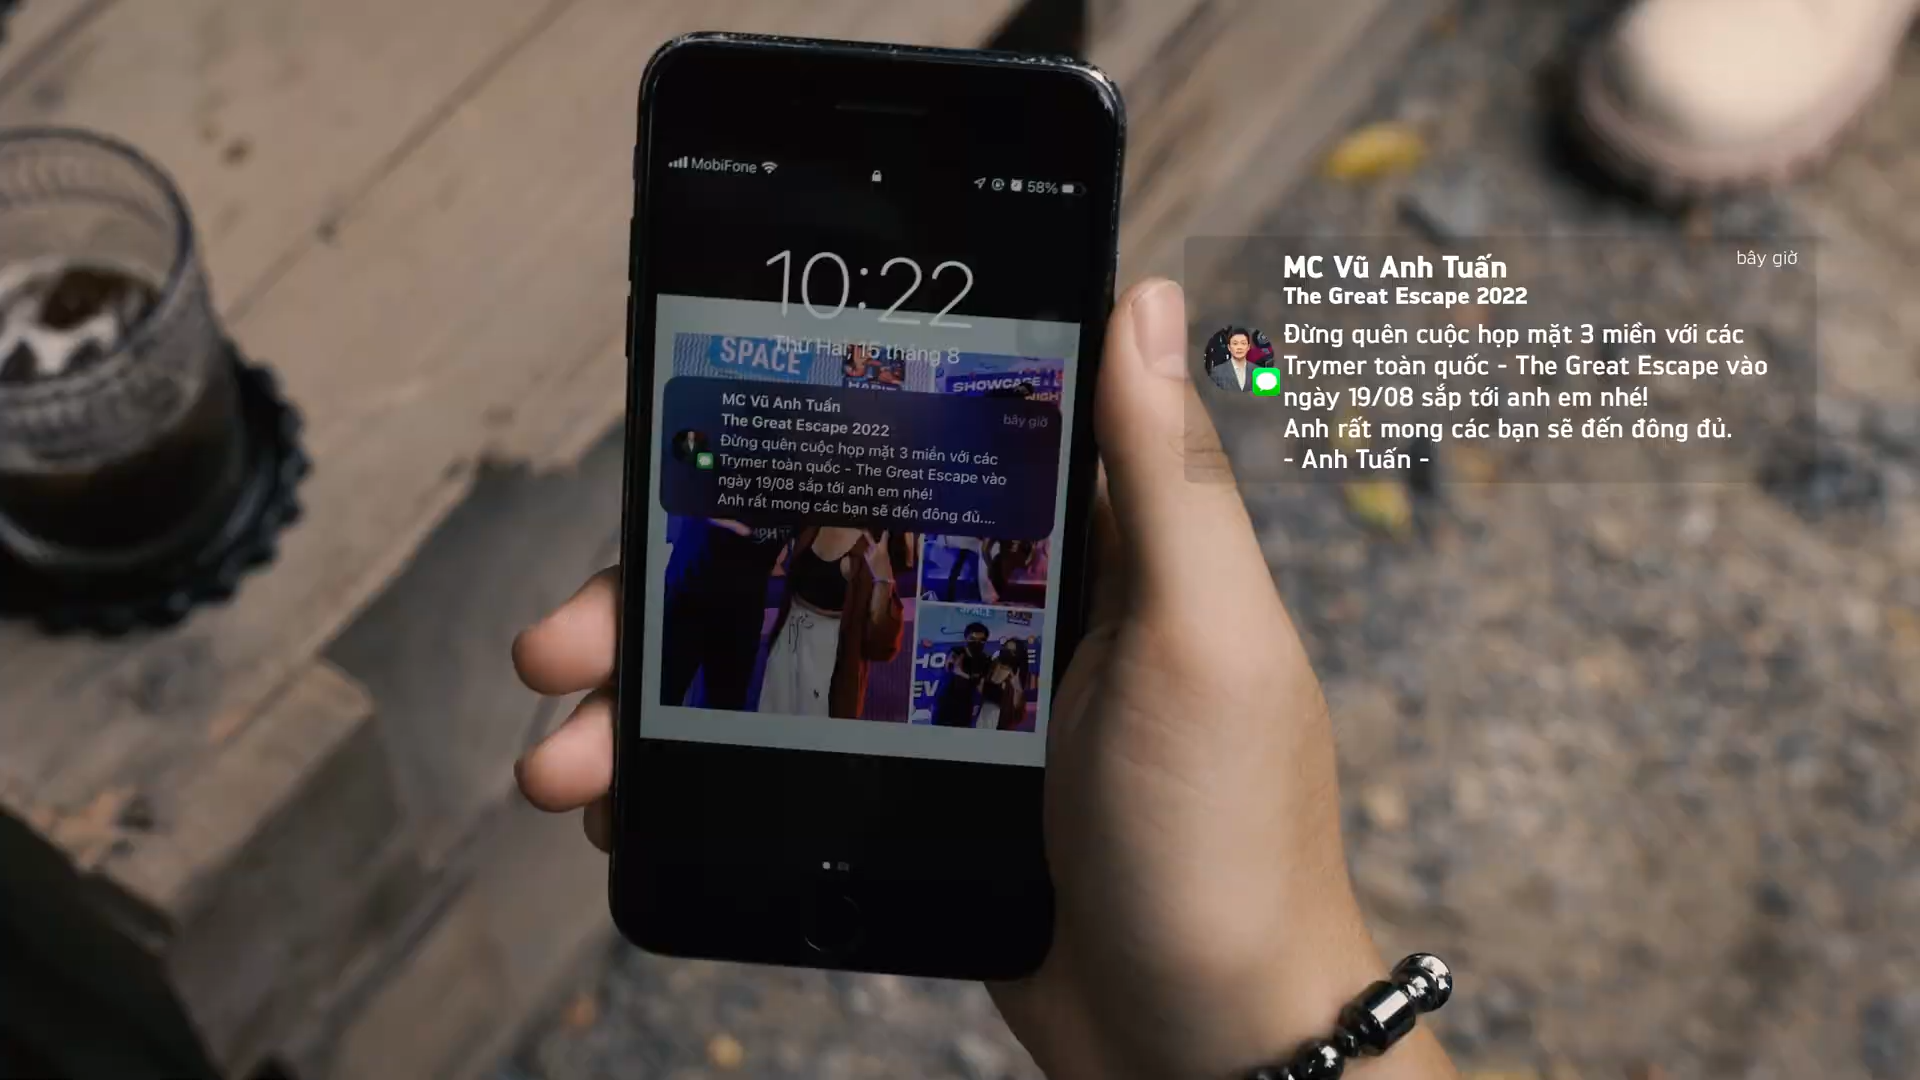 MobiFone
58%
10:22
Thứ Hai, 15 tháng 8
SPACE
SHOWCASE
MC Vũ Anh Tuấn
bây giờ
The Great Escape 2022
Đừng quên cuộc họp mặt 3 miền với các
Trymer toàn quốc - The Great Escape vào
ngày 19/08 sắp tới anh em nhé!
Anh rất mong các bạn sẽ đến đông đủ....
MC Vũ Anh Tuấn
bây giờ
The Great Escape 2022
Đừng quên cuộc họp mặt 3 miền với các
Trymer toàn quốc - The Great Escape vào
ngày 19/08 sắp tới anh em nhé!
Anh rất mong các bạn sẽ đến đông đủ.
- Anh Tuấn -